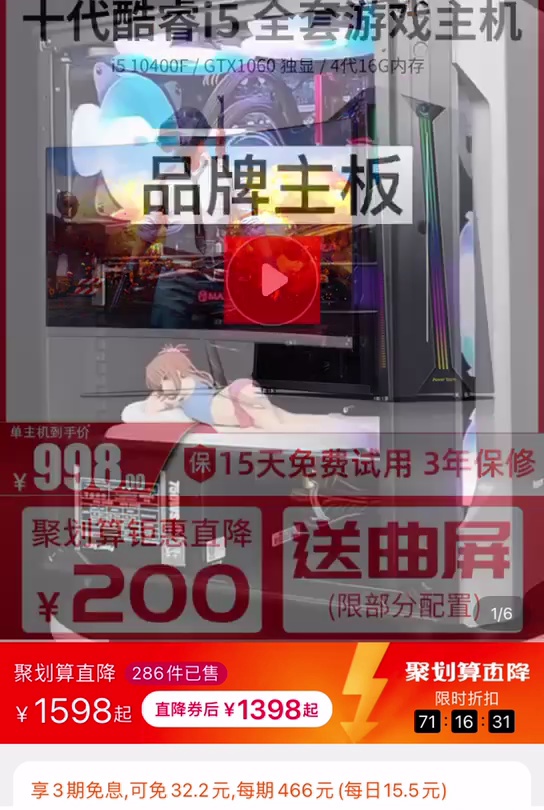 十代酷睿i5 全套游戏主机
i5 10400F / GTX1060 独显 / 4代16G内存
品牌主板
单主机到手价
¥998.00
保 15天免费试用 3年保修
聚划算钜惠直降
¥200
送曲屏
(限部分配置)
1/6
聚划算直降 286件已售
¥1598起 直降券后¥1398起
聚划算直降
限时折扣
71:16:31
享3期免息,可免32.2元,每期466元(每日15.5元)